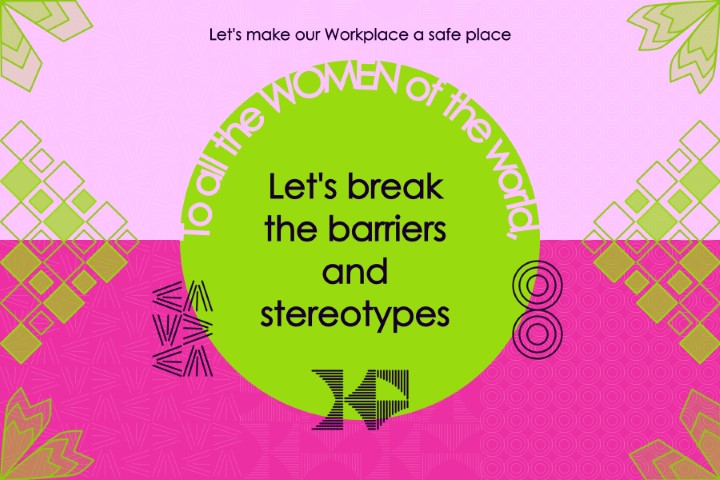 Let's make our Workplace a safe place
To all the WOMEN of the world,
Let's break
the barriers
and
stereotypes